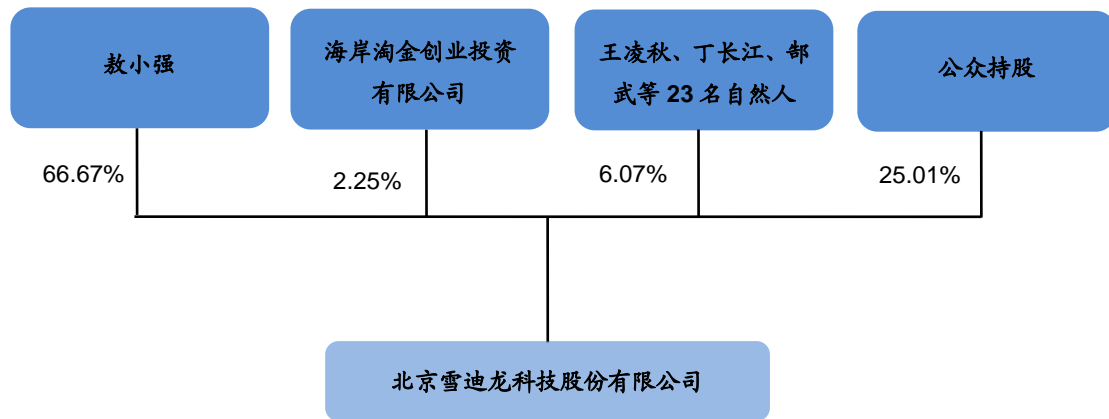 敖小强
海岸淘金创业投资
有限公司
王凌秋、丁长江、郜
武等 23 名自然人
公众持股
66.67%
2.25%
6.07%
25.01%
北京雪迪龙科技股份有限公司